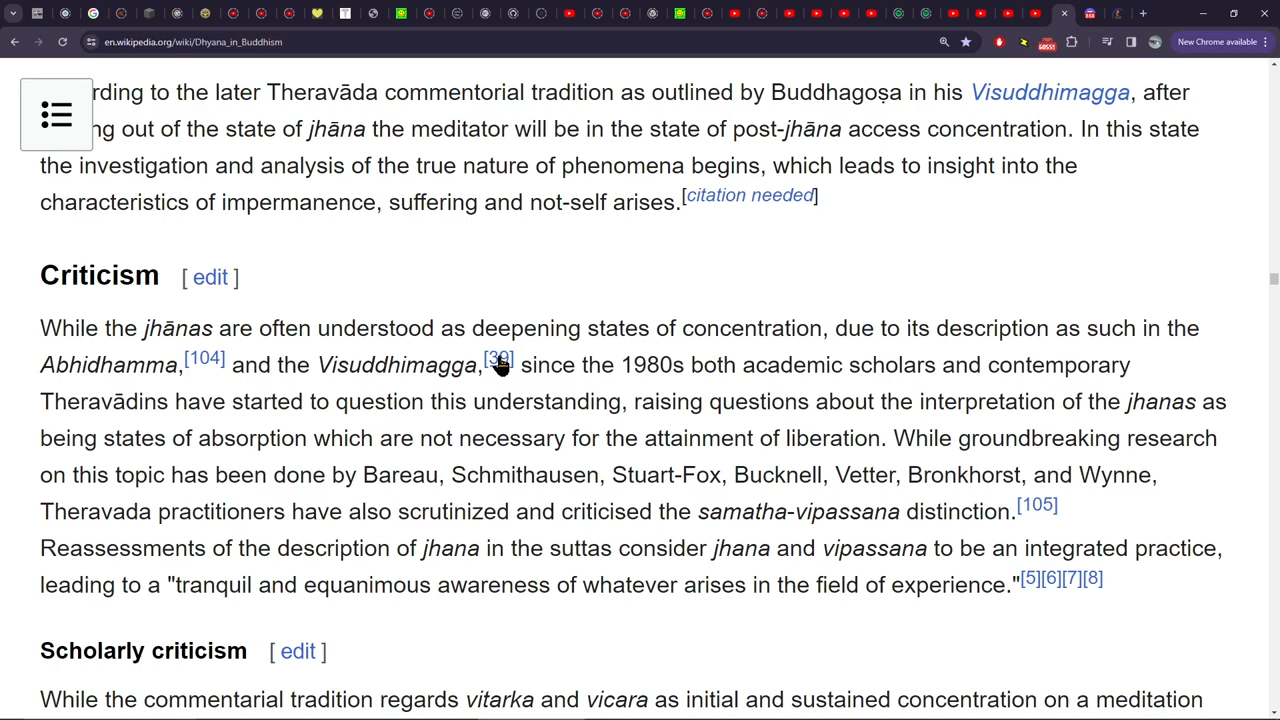 en.wikipedia.org/wiki/Dhyana_in_Buddhism
60551
New Chrome available
858
rding to the later Theravāda commentorial tradition as outlined by Buddhagoṣa in his Visuddhimagga, after
ng out of the state of jhāna the meditator will be in the state of post-jhāna access concentration. In this state
the investigation and analysis of the true nature of phenomena begins, which leads to insight into the
characteristics of impermanence, suffering and not-self arises.[citation needed]
Criticism [ edit ]
While the jhānas are often understood as deepening states of concentration, due to its description as such in the
Abhidhamma,[104] and the Visuddhimagga,[39] since the 1980s both academic scholars and contemporary
Theravādins have started to question this understanding, raising questions about the interpretation of the jhanas as
being states of absorption which are not necessary for the attainment of liberation. While groundbreaking research
on this topic has been done by Bareau, Schmithausen, Stuart-Fox, Bucknell, Vetter, Bronkhorst, and Wynne,
Theravada practitioners have also scrutinized and criticised the samatha-vipassana distinction.[105]
Reassessments of the description of jhana in the suttas consider jhana and vipassana to be an integrated practice,
leading to a "tranquil and equanimous awareness of whatever arises in the field of experience."[5][6][7][8]
Scholarly criticism [ edit ]
While the commentarial tradition regards vitarka and vicara as initial and sustained concentration on a meditation